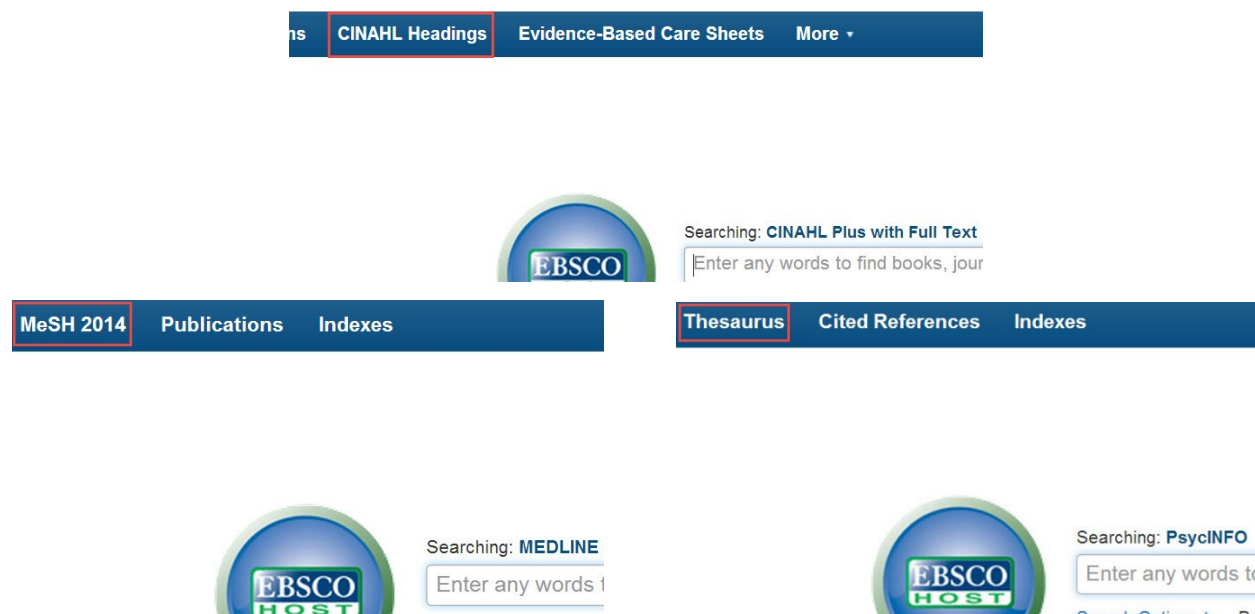 CINAHL Headings Evidence-Based Care Sheets More
EBSCO
Searching: CINAHL Plus with Full Text
Enter any words to find books, jour
MeSH 2014 Publications Indexes
EBSCO
HOST
Searching: MEDLINE
Enter any words
Thesaurus Cited References Indexes
EBSCO
HOST
Searching: PsycINFO
Enter any words to